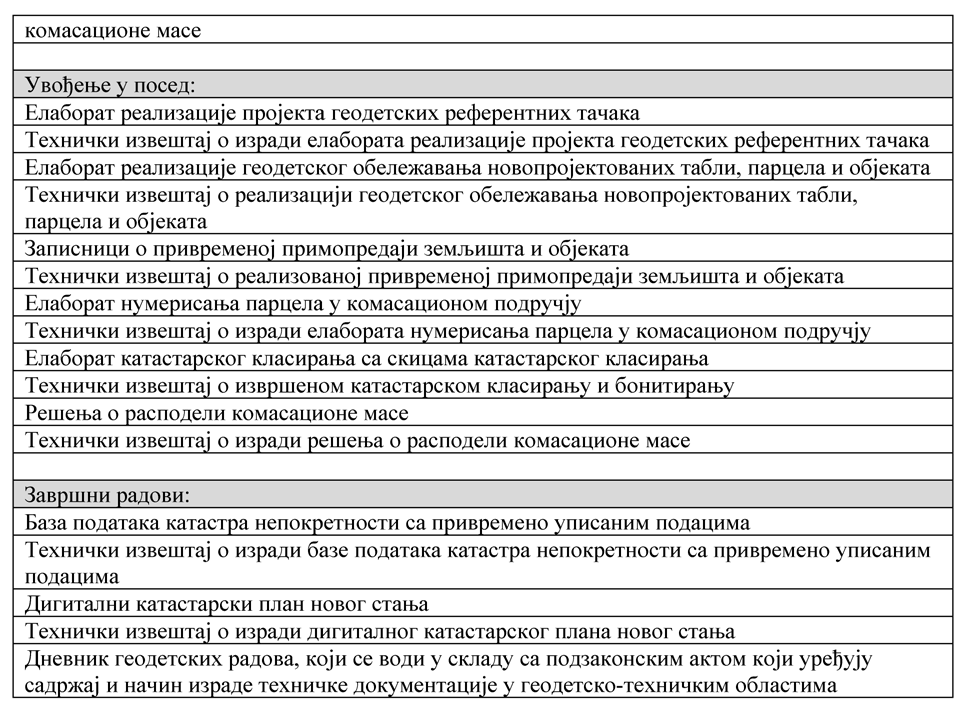 комасационе масе
Увођење у посед:
Елаборат реализације пројекта геодетских референтних тачака
Технички извештај о изради елабората реализације пројекта геодетских референтних тачака
Елаборат реализације геодетског обележавања новопројектованих табли, парцела и објеката
Технички извештај о реализацији геодетског обележавања новопројектованих табли,
парцела и објеката
Записници о привременој примопредаји земљишта и објеката
Технички извештај о реализованој привременој примопредаји земљишта и објеката
Елаборат нумерисања парцела у комасационом подручју
Технички извештај о изради елабората нумерисања парцела у комасационом подручју
Елаборат катастарског класирања са скицама катастарског класирања
Технички извештај о извршеном катастарском класирању и бонитирању
Решења о расподели комасационе масе
Технички извештај о изради решења о расподели комасационе масе
Завршни радови:
База података катастра непокретности са привремено уписаним подацима
Технички извештај о изради базе података катастра непокретности са привремено уписаним
подацима
Дигитални катастарски план новог стања
Технички извештај о изради дигиталног катастарског плана новог стања
Дневник геодетских радова, који се води у складу са подзаконским актом који уређују
садржај и начин израде техничке документације у геодетско-техничким областима